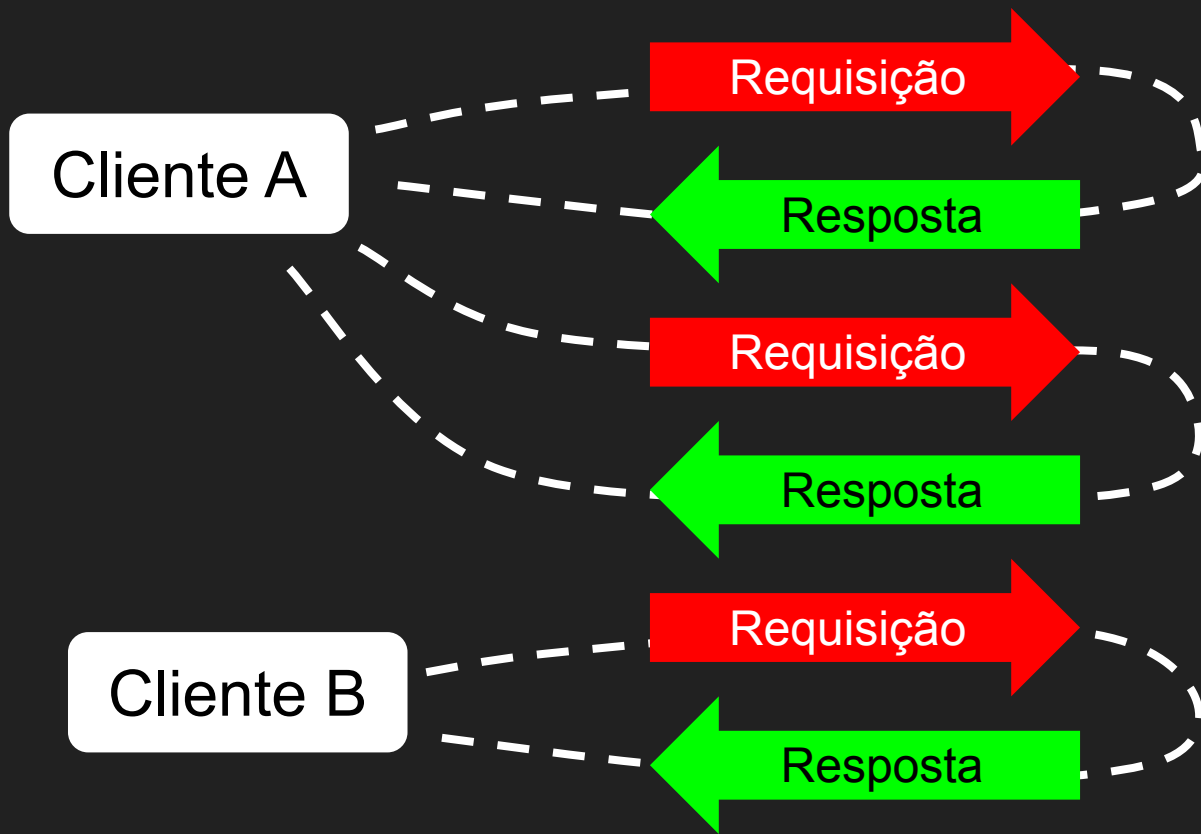 Requisição
Cliente A
Resposta
Requisição
Resposta
Requisição
Cliente B
Resposta